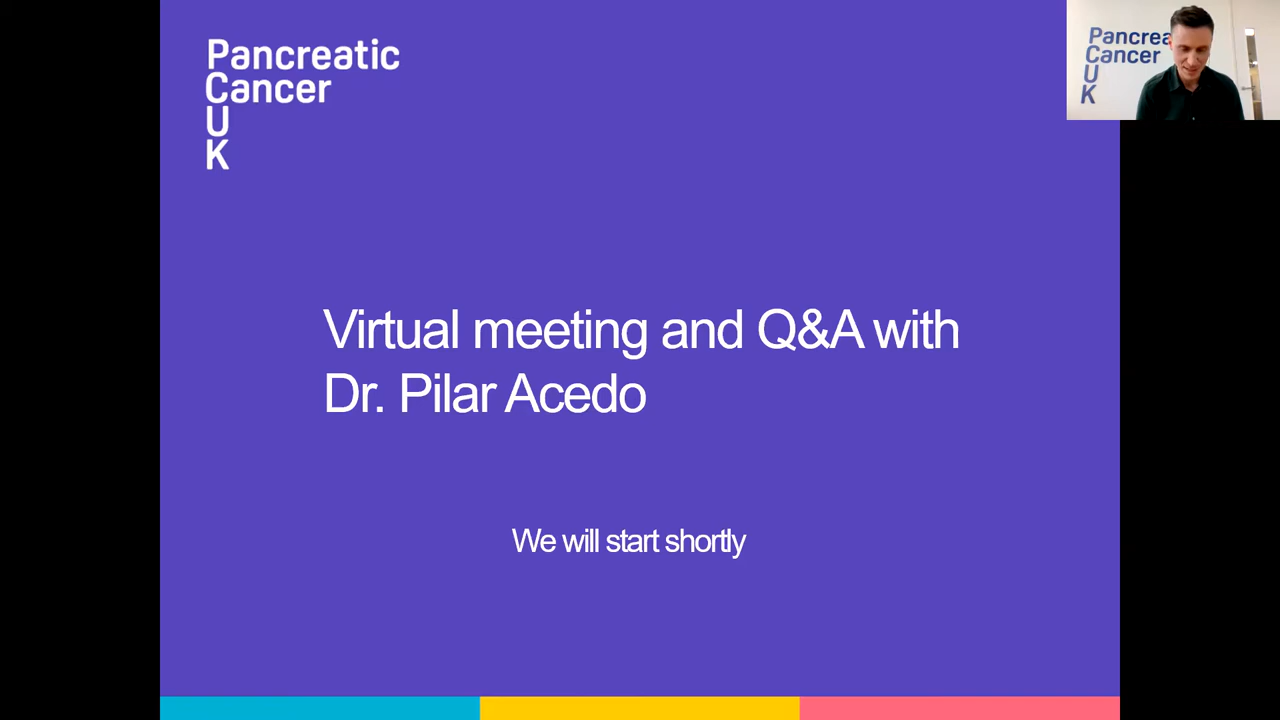 Pancreatic
Cancer
U
K
Pancrea
Cancer
U
K
Virtual meeting and Q&A with
Dr. Pilar Acedo
We will start shortly